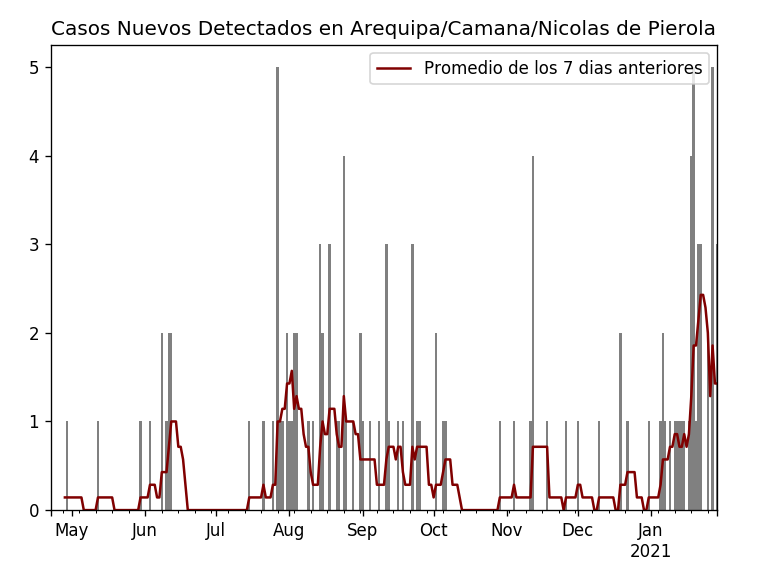 Casos Nuevos Detectados en Arequipa/Camana/Nicolas de Pierola
Promedio de los 7 dias anteriores
5
4
3
2
1
0
May Jun Jul Aug Sep Oct Nov Dec Jan
2021